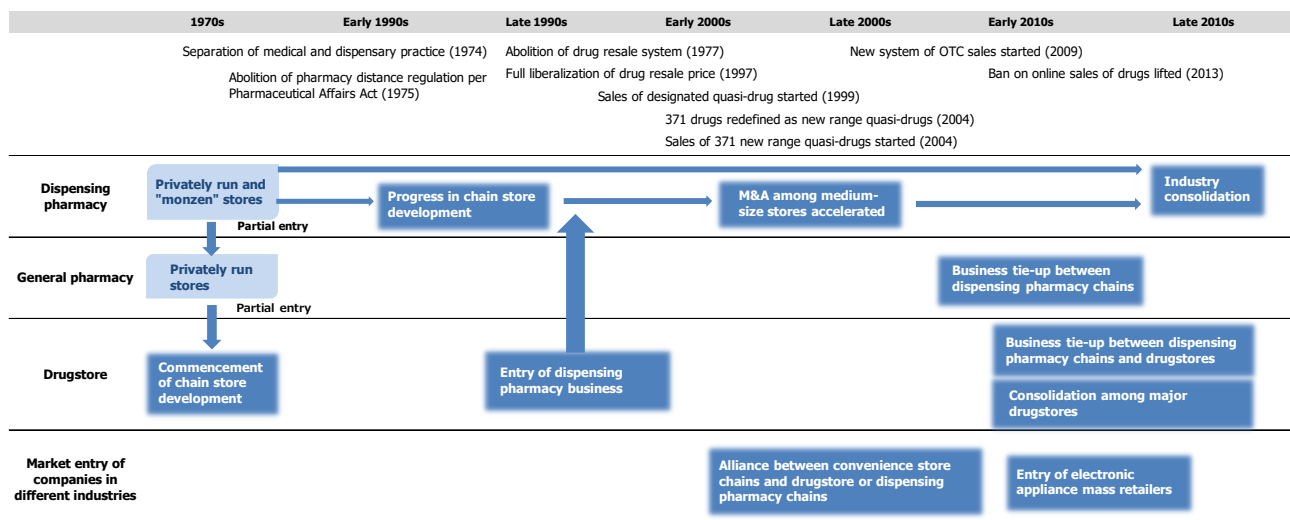 1970s Early 1990s Late 1990s Early 2000s Late 2000s Early 2010s Late 2010s
Separation of medical and dispensary practice (1974)
Abolition of pharmacy distance regulation per
Pharmaceutical Affairs Act (1975)
Abolition of drug resale system (1977)
Full liberalization of drug resale price (1997)
Sales of designated quasi-drug started (1999)
371 drugs redefined as new range quasi-drugs (2004)
Sales of 371 new range quasi-drugs started (2004)
New system of OTC sales started (2009)
Ban on online sales of drugs lifted (2013)
Dispensing
pharmacy
Privately run and
"monzen" stores
Progress in chain store
development
M&A among medium-
size stores accelerated
Industry
consolidation
Partial entry
General pharmacy
Privately run
stores
Business tie-up between
dispensing pharmacy chains
Partial entry
Drugstore
Commencement
of chain store
development
Entry of dispensing
pharmacy business
Business tie-up between dispensing
pharmacy chains and drugstores
Consolidation among major
drugstores
Market entry of
companies in
different industries
Alliance between convenience store
chains and drugstore or dispensing
pharmacy chains
Entry of electronic
appliance mass retailers